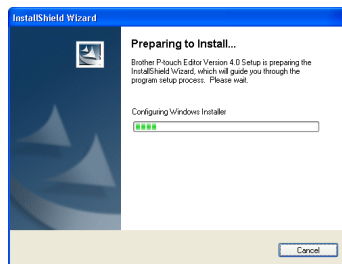 InstallShield Wizard
Preparing to Install...
Brother P-touch Editor Version 4.0 Setup is preparing the
InstallShield Wizard, which will guide you through the
program setup process. Please wait.
Configuring Windows Installer
Cancel